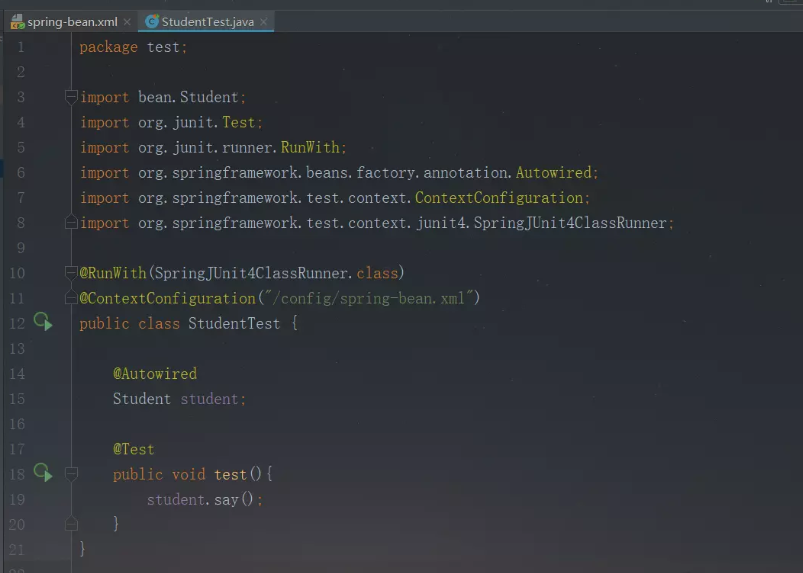 spring-bean.xml × StudentTest.java ×
1 package test;
2
3 import bean.Student;
4 import org.junit.Test;
5 import org.junit.runner.RunWith;
6 import org.springframework.beans.factory.annotation.Autowired;
7 import org.springframework.test.context.ContextConfiguration;
8 import org.springframework.test.context.junit4.SpringJUnit4ClassRunner;
9
10 @RunWith(SpringJUnit4ClassRunner.class)
11 @ContextConfiguration("/config/spring-bean.xml")
12 public class StudentTest {
13
14 @Autowired
15 Student student;
16
17 @Test
18 public void test(){
19 student.say();
20 }
21 }